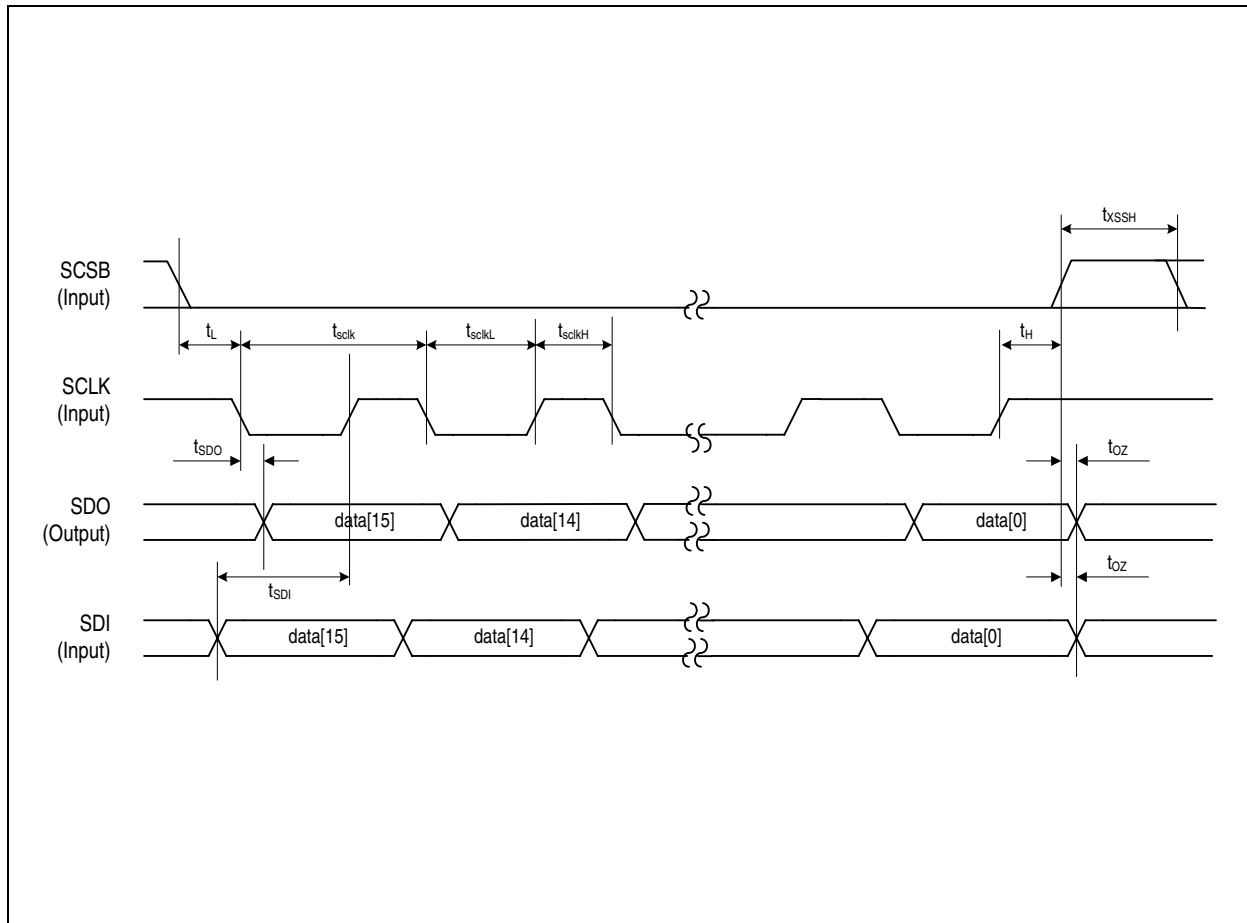 tXSSH
SCSB
(Input)
tL
tsclk
tsclkL
tsclkH
tH
SCLK
(Input)
tSDO
tOZ
SDO
(Output)
data[15]
data[14]
data[0]
tSDI
tOZ
SDI
(Input)
data[15]
data[14]
data[0]